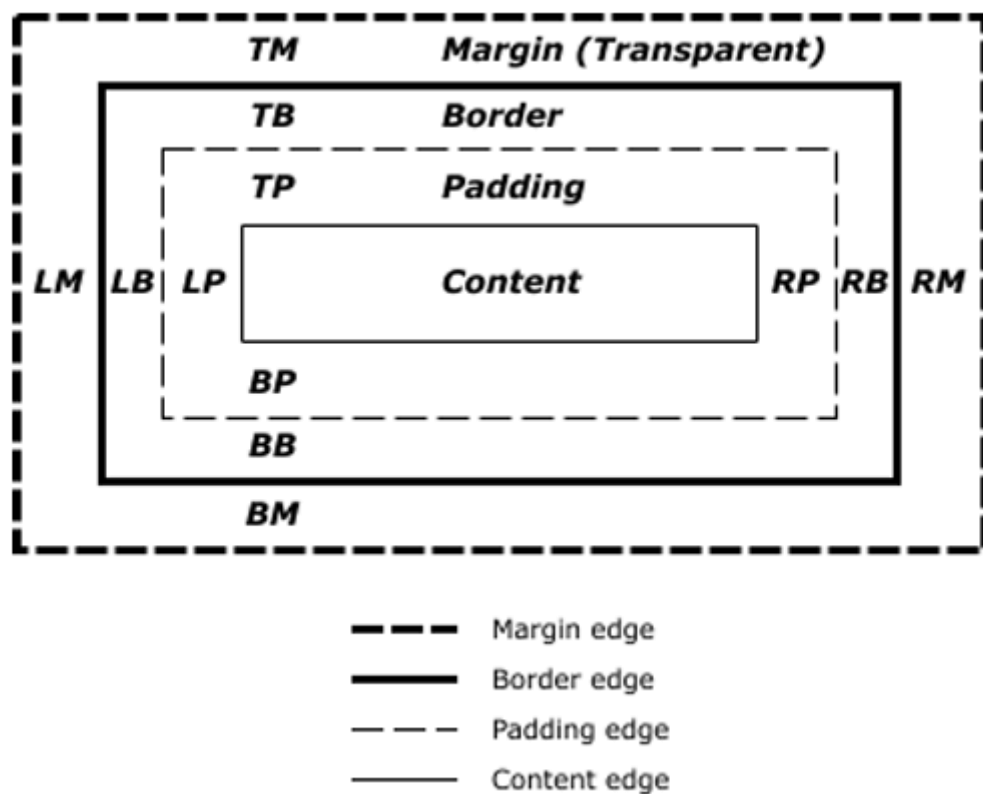 TM Margin (Transparent)
TB Border
TP Padding
LM LB LP Content RP RB RM
BP
BB
BM
Margin edge
Border edge
Padding edge
Content edge